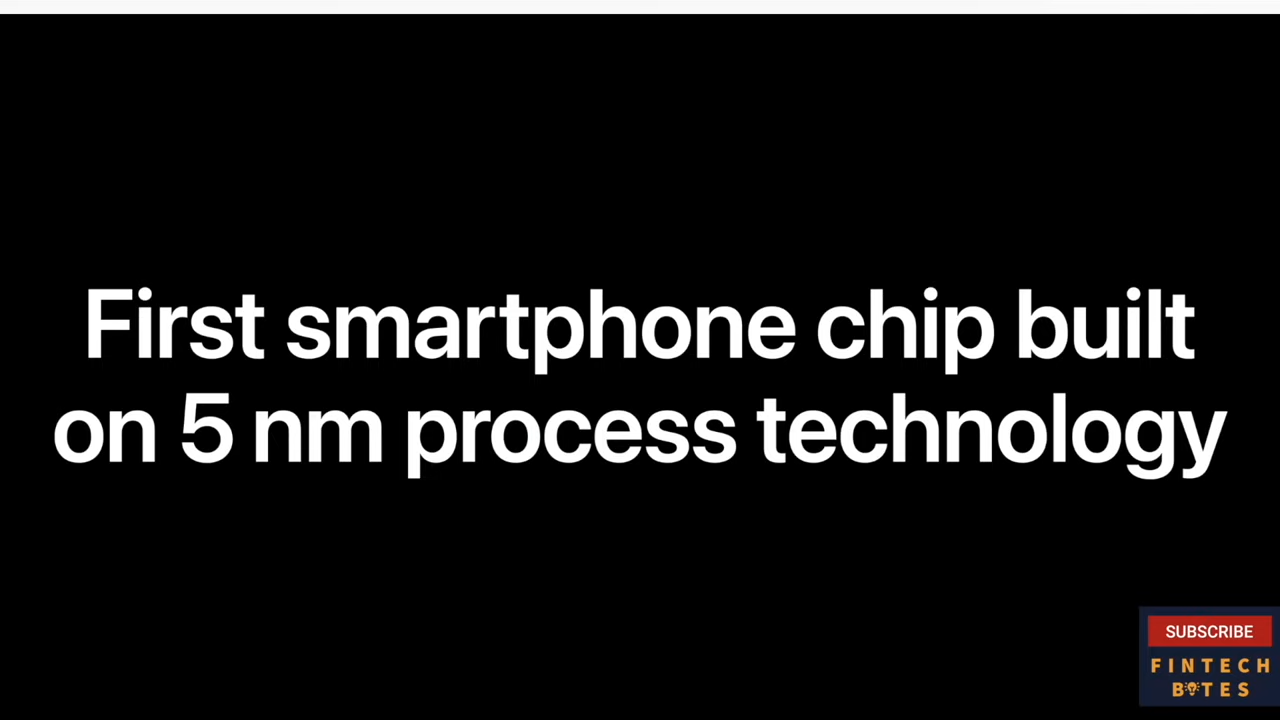 First smartphone chip built
on 5 nm process technology
SUBSCRIBE
FINTECH
BYTES